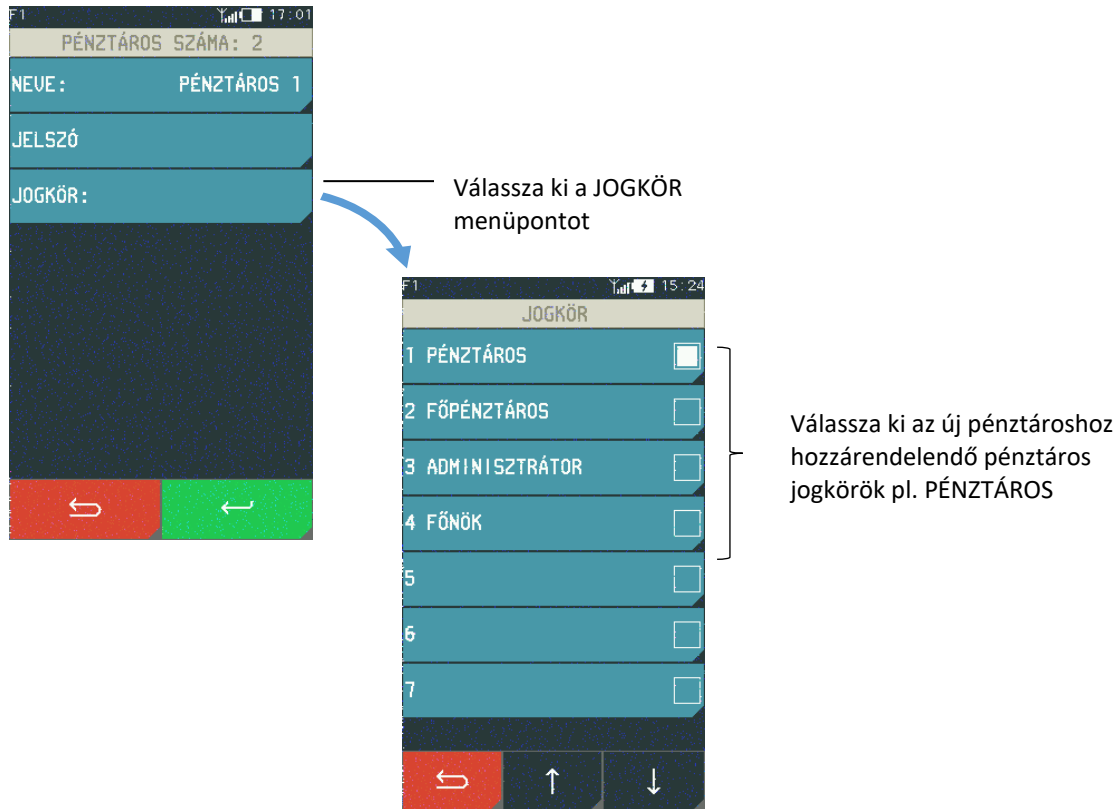 F1 17:01
PÉNZTÁROS SZÁMA: 2
NEVE: PÉNZTÁROS 1
JELSZÓ
JOGKÖR:
Válassza ki a JOGKÖR
menüpontot
F1 15:24
JOGKÖR
1 PÉNZTÁROS
2 FŐPÉNZTÁROS
3 ADMINISZTRÁTOR
4 FŐNÖK
5
6
7
Válassza ki az új pénztároshoz
hozzárendelendő pénztáros
jogkörök pl. PÉNZTÁROS